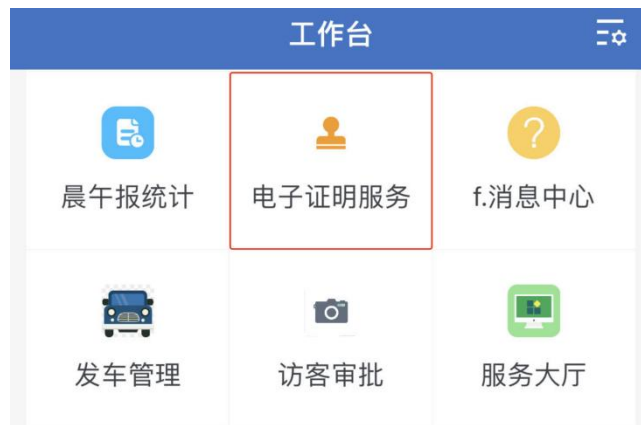 工作台
晨午报统计
电子证明服务
f.消息中心
发车管理
访客审批
服务大厅